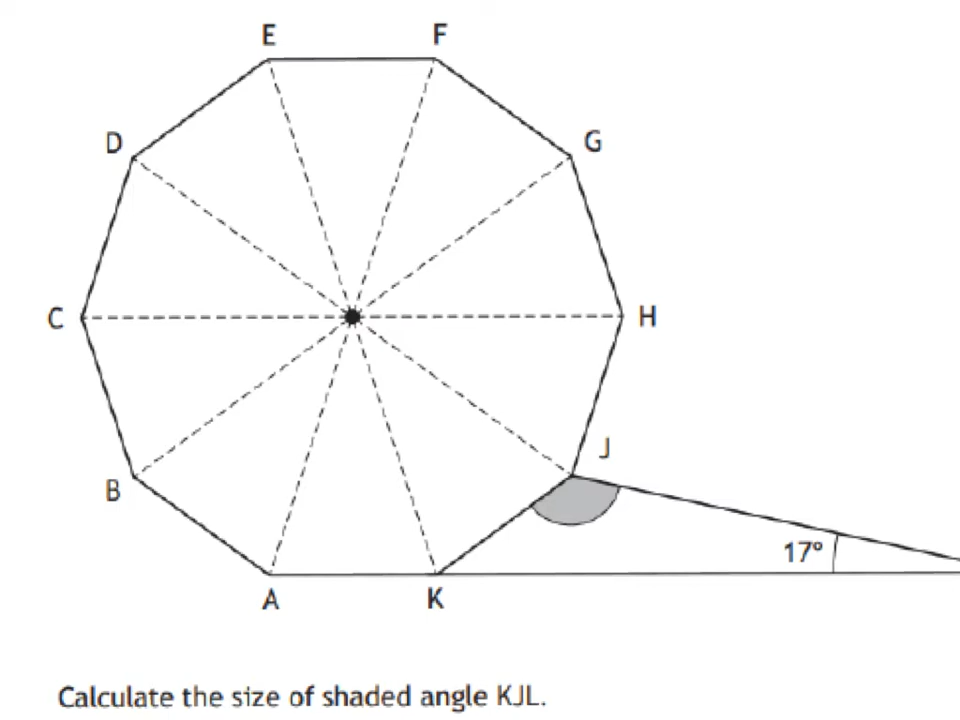 E F
D G
C H
J
B
17°
A K
Calculate the size of shaded angle KJL.